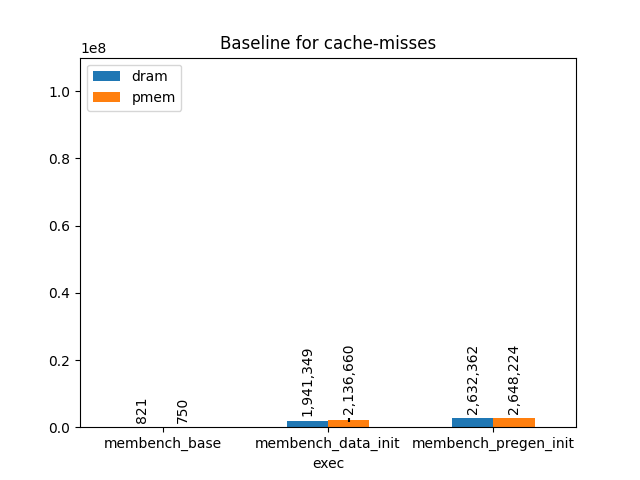 Baseline for cache-misses
1e8
dram
pmem
1.0
0.8
0.6
0.4
0.2
0.0
821
750
1,941,349
2,136,660
2,632,362
2,648,224
membench_base
membench_data_init
membench_pregen_init
exec